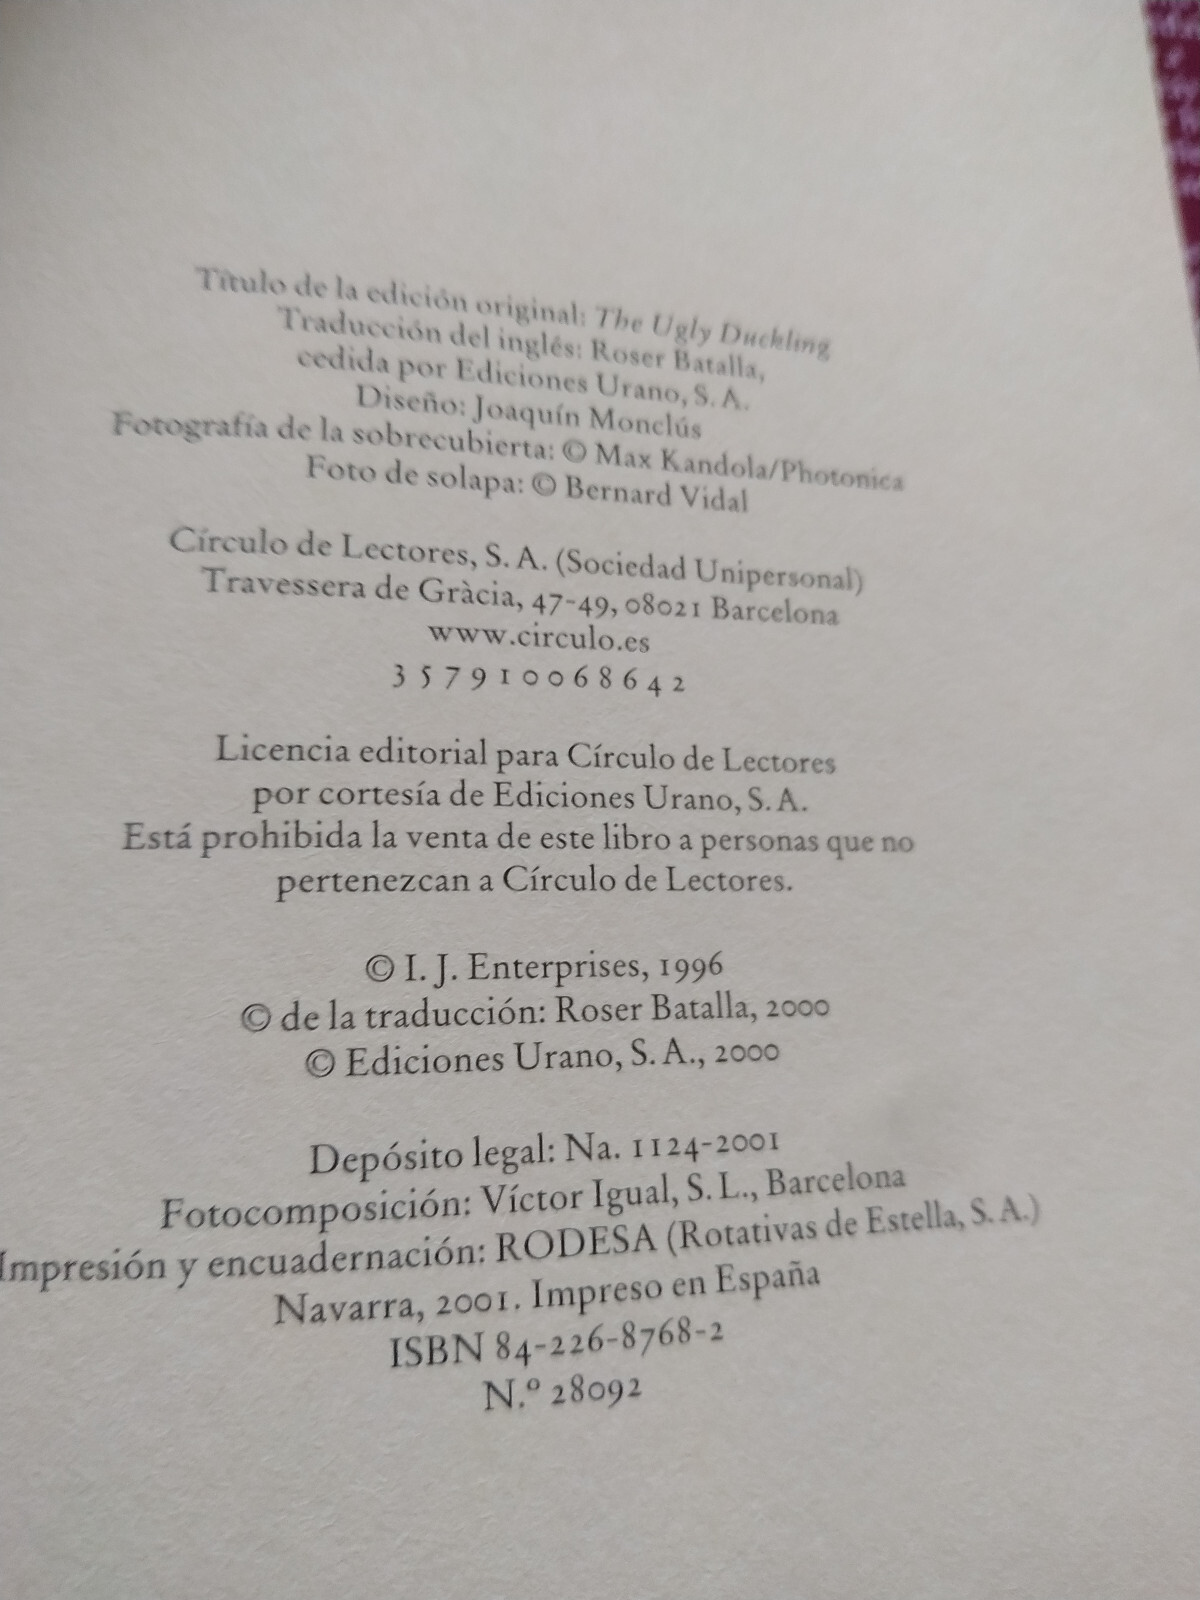 Título de la edición original: The Ugly Duckling
Traducción del inglés: Roser Batalla,
cedida por Ediciones Urano, S. A.
Diseño: Joaquín Monclús
Fotografía de la sobrecubierta: © Max Kandola/Photonica
Foto de solapa: © Bernard Vidal
Círculo de Lectores, S. A. (Sociedad Unipersonal)
Travessera de Gràcia, 47-49, 08021 Barcelona
www.circulo.es
3 5 7 9 1 0 0 6 8 6 4 2
Licencia editorial para Círculo de Lectores
por cortesía de Ediciones Urano, S. A.
Está prohibida la venta de este libro a personas que no
pertenezcan a Círculo de Lectores.
© I. J. Enterprises, 1996
© de la traducción: Roser Batalla, 2000
© Ediciones Urano, S. A., 2000
Depósito legal: Na. 1124-2001
Fotocomposición: Víctor Igual, S. L., Barcelona
Impresión y encuadernación: RODESA (Rotativas de Estella, S. A.)
Navarra, 2001. Impreso en España
ISBN 84-226-8768-2
N.º 28092